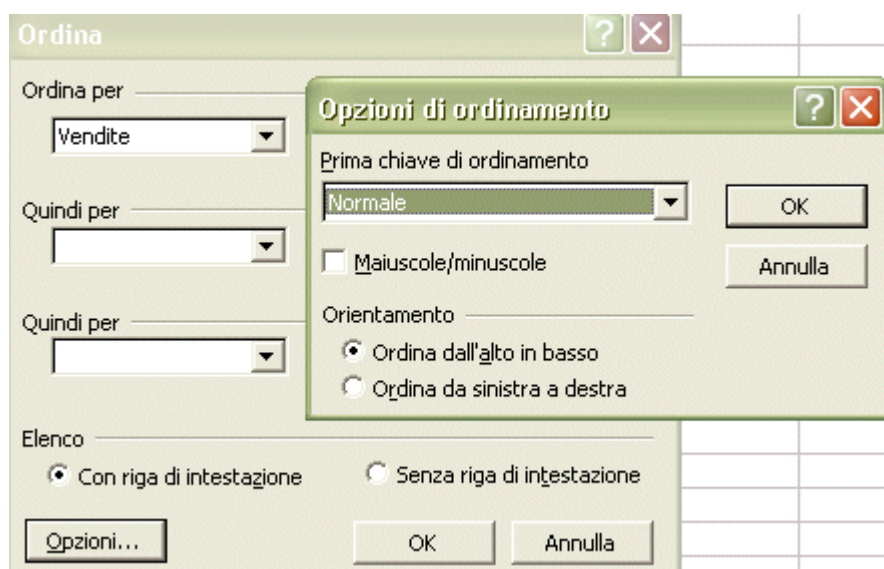 Ordina
Ordina per
Vendite
Quindi per
Quindi per
Elenco
Con riga di intestazione
Senza riga di intestazione
Opzioni...
OK
Annulla
Opzioni di ordinamento
Prima chiave di ordinamento
Normale
OK
Maiuscole/minuscole
Annulla
Orientamento
Ordina dall'alto in basso
Ordina da sinistra a destra